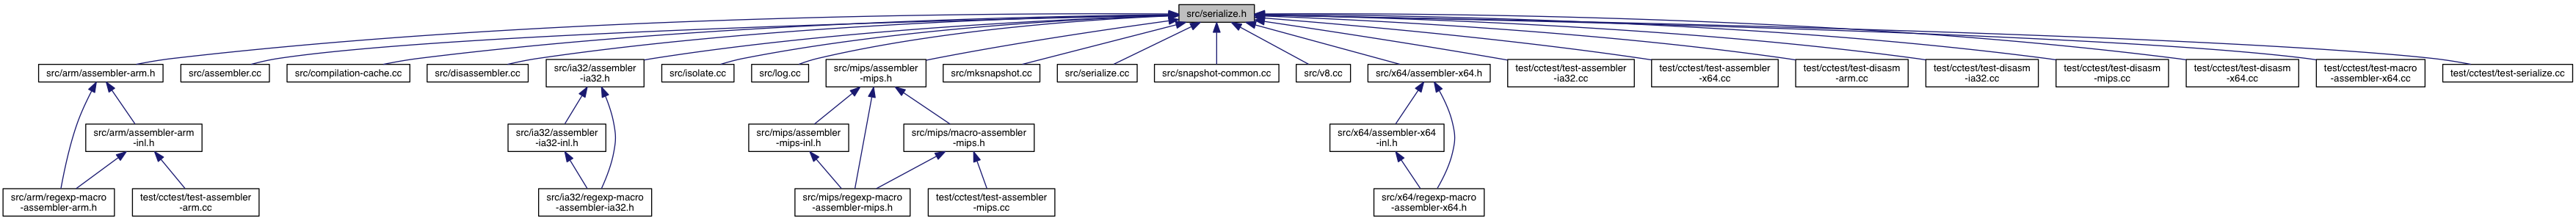 src/serialize.h
src/arm/assembler-arm.h
src/assembler.cc
src/compilation-cache.cc
src/disassembler.cc
src/ia32/assembler
-ia32.h
src/isolate.cc
src/log.cc
src/mips/assembler
-mips.h
src/mksnapshot.cc
src/serialize.cc
src/snapshot-common.cc
src/v8.cc
src/x64/assembler-x64.h
test/cctest/test-assembler
-ia32.cc
test/cctest/test-assembler
-x64.cc
test/cctest/test-disasm
-arm.cc
test/cctest/test-disasm
-ia32.cc
test/cctest/test-disasm
-mips.cc
test/cctest/test-disasm
-x64.cc
test/cctest/test-macro
-assembler-x64.cc
test/cctest/test-serialize.cc
src/arm/assembler-arm
-inl.h
src/ia32/assembler
-ia32-inl.h
src/mips/assembler
-mips-inl.h
src/mips/macro-assembler
-mips.h
src/x64/assembler-x64
-inl.h
src/arm/regexp-macro
-assembler-arm.h
test/cctest/test-assembler
-arm.cc
src/ia32/regexp-macro
-assembler-ia32.h
src/mips/regexp-macro
-assembler-mips.h
test/cctest/test-assembler
-mips.cc
src/x64/regexp-macro
-assembler-x64.h